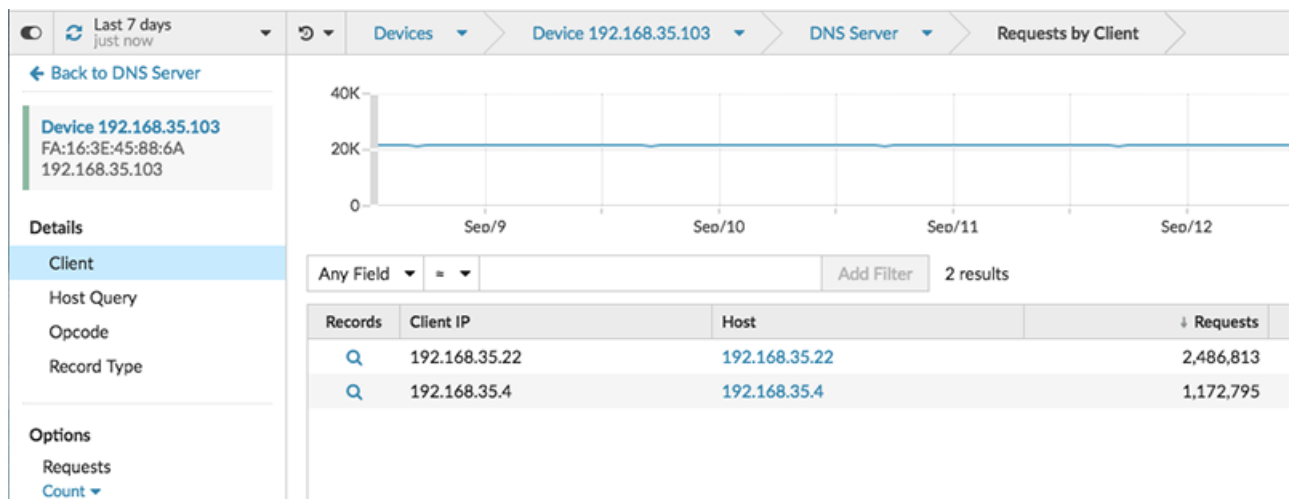 Last 7 days
just now
Devices
Device 192.168.35.103
DNS Server
Requests by Client
Back to DNS Server
Device 192.168.35.103
FA:16:3E:45:88:6A
192.168.35.103
Details
Client
Host Query
Opcode
Record Type
Options
Requests
Count
40K
20K
0
Sep/9 Sep/10 Sep/11 Sep/12
Any Field ≈ Add Filter 2 results
Records Client IP Host Requests
192.168.35.22 192.168.35.22 2,486,813
192.168.35.4 192.168.35.4 1,172,795